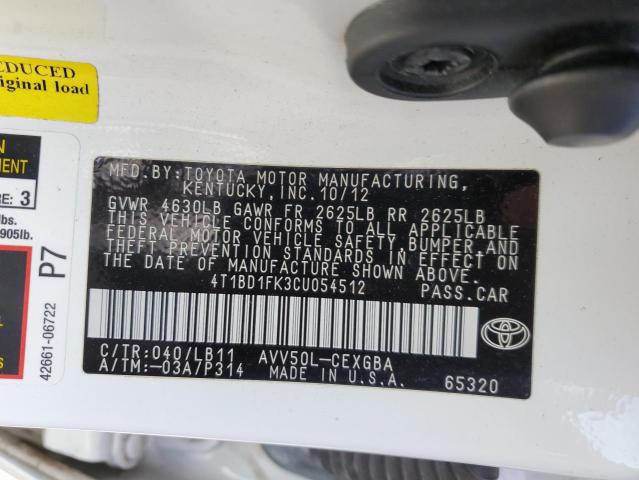 EDUCED
iginal load
N
EMENT
RE: 3
lbs.
905lb.
P7
42661-06722
MFD. BY: TOYOTA MOTOR MANUFACTURING,
KENTUCKY, INC. 10/12
GVWR 4630LB GAWR FR 2625LB RR 2625LB
THIS VEHICLE CONFORMS TO ALL APPLICABLE
FEDERAL MOTOR VEHICLE SAFETY, BUMPER, AND
THEFT PREVENTION STANDARDS IN EFFECT ON
THE DATE OF MANUFACTURE SHOWN ABOVE.
4T1BD1FK3CU054512 PASS. CAR
C/TR: 040/LB11 AVV50L-CEXGBA
A/TM: -03A/P314 MADE IN U.S.A. 65320